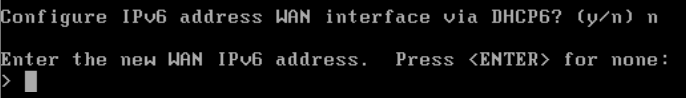 Configure IPv6 address WAN interface via DHCP6? (y/n) n
Enter the new WAN IPv6 address.  Press <ENTER> for none:
>